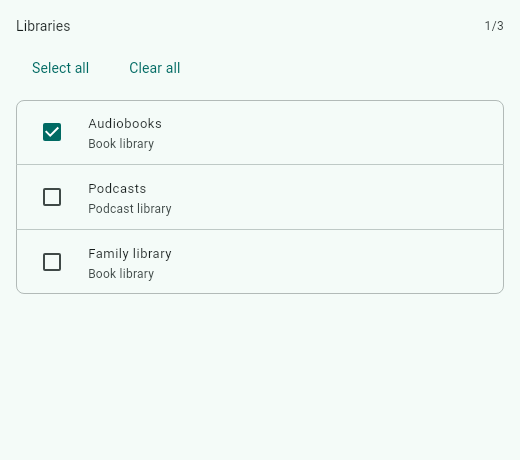 Libraries 1/3
Select all Clear all
Audiobooks
Book library
Podcasts
Podcast library
Family library
Book library